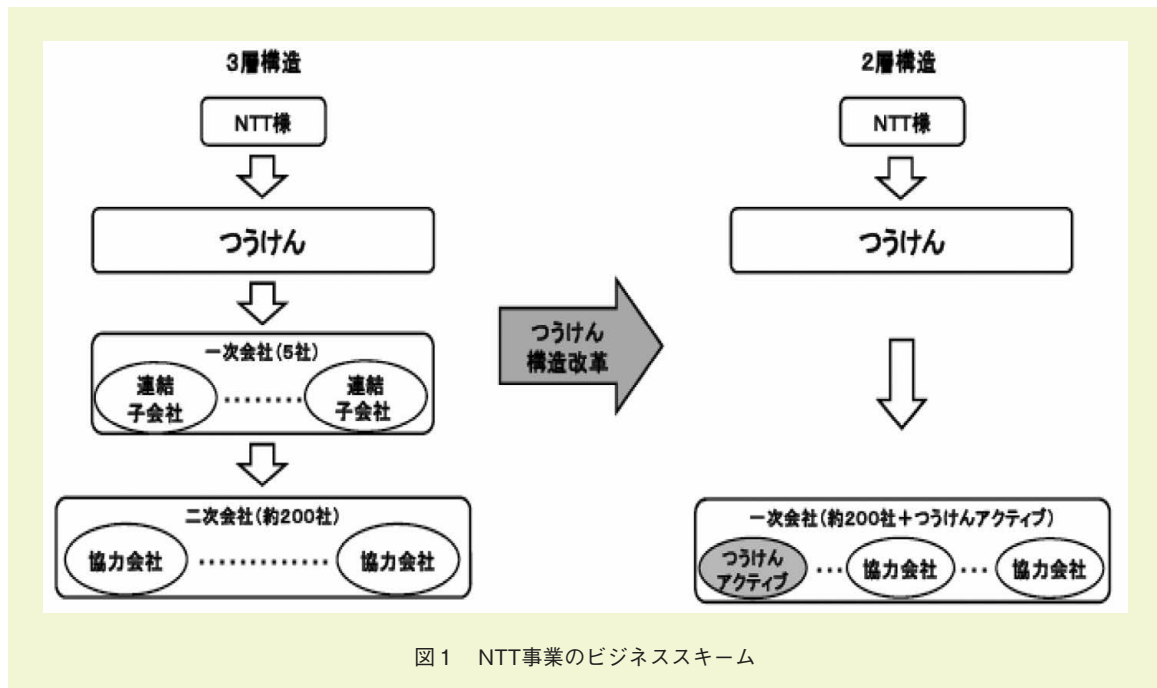 3層構造
NTT様
つうけん
一次会社(5社)
連結
子会社
‥‥‥‥
連結
子会社
二次会社(約200社)
協力会社
‥‥‥‥‥‥
協力会社
つうけん
構造改革
2層構造
NTT様
つうけん
一次会社(約200社+つうけんアクティブ)
つうけん
アクティブ
…
協力会社
…
協力会社
図1 NTT事業のビジネススキーム